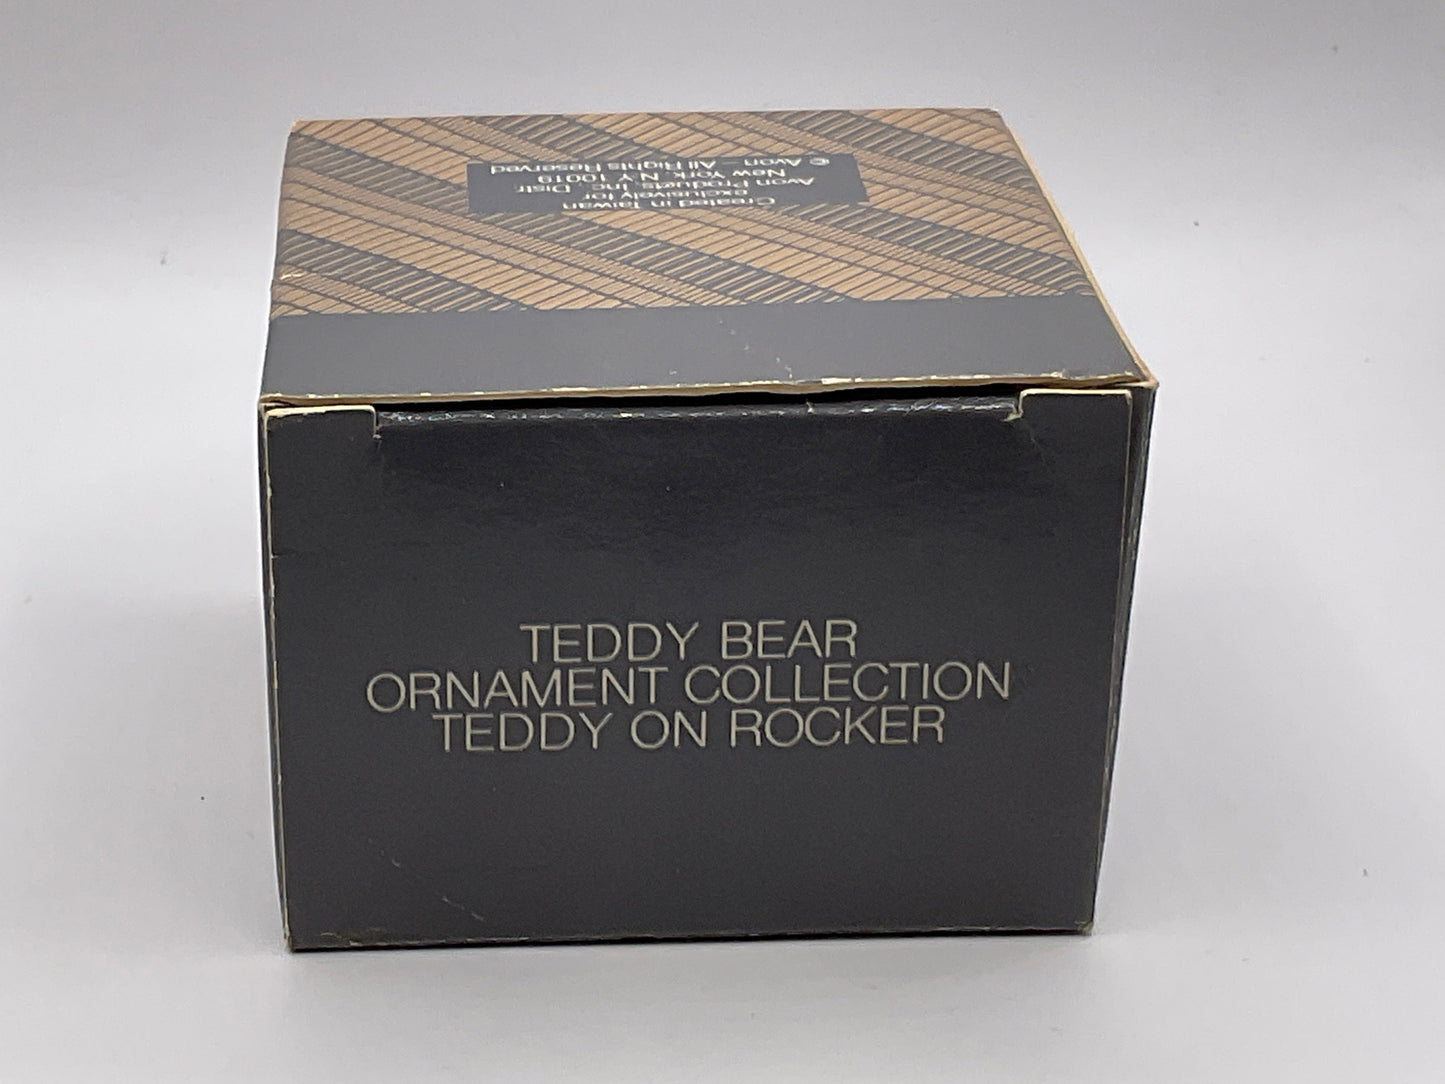 Created in Taiwan
exclusively for
Avon Products, Inc., Distr.
New York, N.Y. 10019
© Avon — All Rights Reserved
TEDDY BEAR
ORNAMENT COLLECTION
TEDDY ON ROCKER